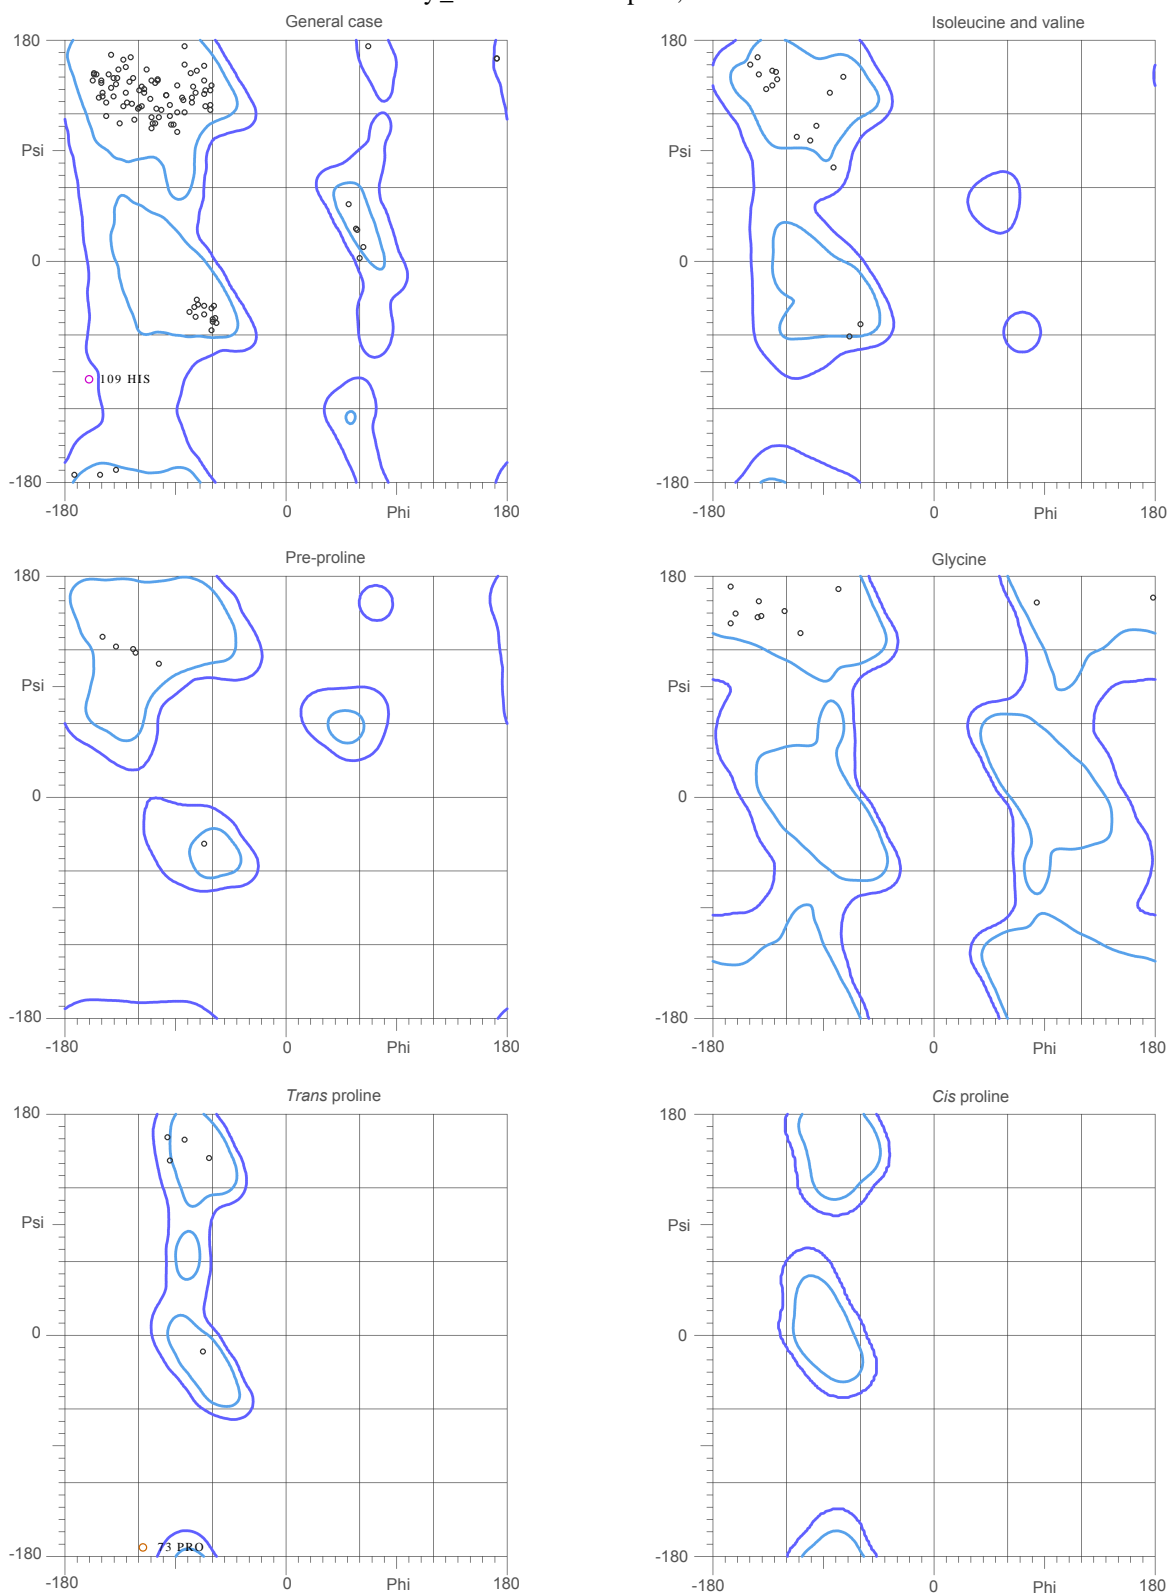 General case
Isoleucine and valine
180
180
109 HIS
Psi
Psi
0
0
-180
-180
-180
0
Phi
180
-180
0
Phi
180
Pre-proline
Glycine
180
180
Psi
Psi
0
0
-180
-180
-180
0
Phi
180
-180
0
Phi
180
Trans proline
Cis proline
180
180
Psi
Psi
0
0
73 PRO
-180
-180
-180
0
Phi
180
-180
0
Phi
180